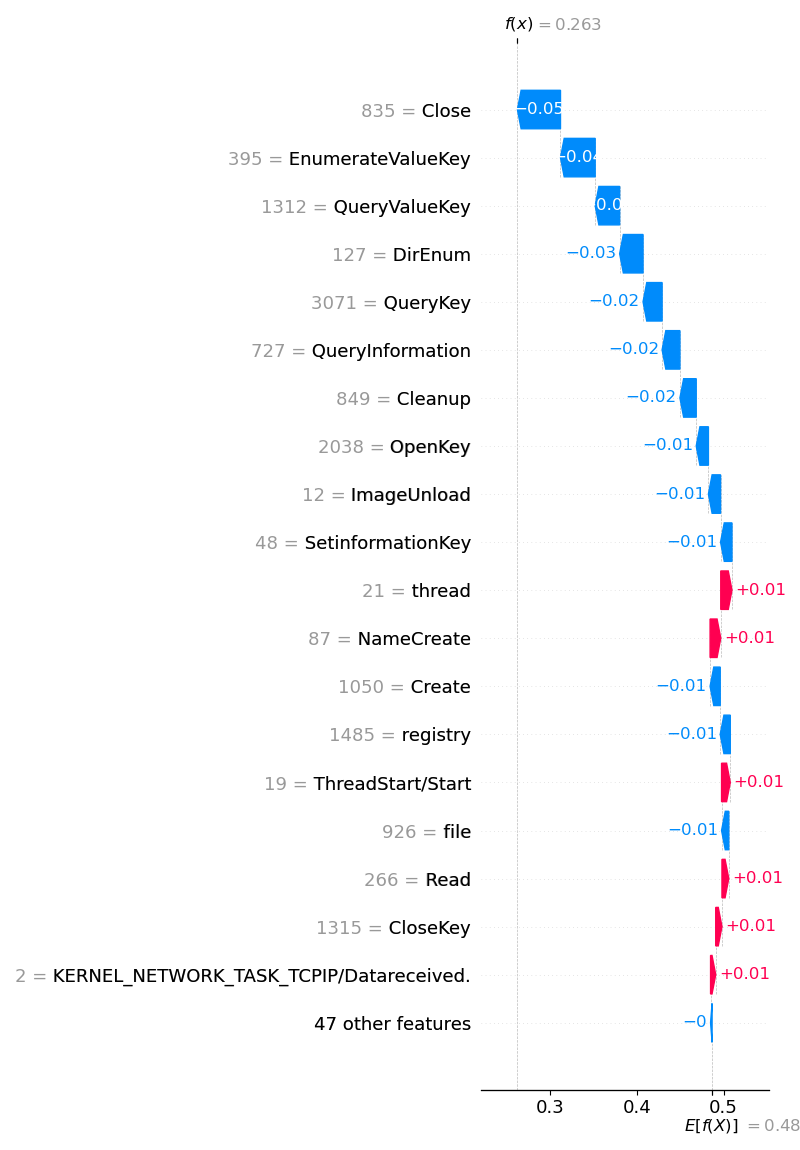 f(x) = 0.263
835 = Close −0.05
395 = EnumerateValueKey −0.04
1312 = QueryValueKey
127 = DirEnum −0.03
3071 = QueryKey −0.02
727 = QueryInformation −0.02
849 = Cleanup −0.02
2038 = OpenKey −0.01
12 = ImageUnload −0.01
48 = SetinformationKey −0.01
21 = thread +0.01
87 = NameCreate +0.01
1050 = Create −0.01
1485 = registry −0.01
19 = ThreadStart/Start +0.01
926 = file −0.01
266 = Read +0.01
1315 = CloseKey +0.01
2 = KERNEL_NETWORK_TASK_TCPIP/Datareceived. +0.01
47 other features −0
0.3 0.4 0.5
E[f(X)] = 0.48